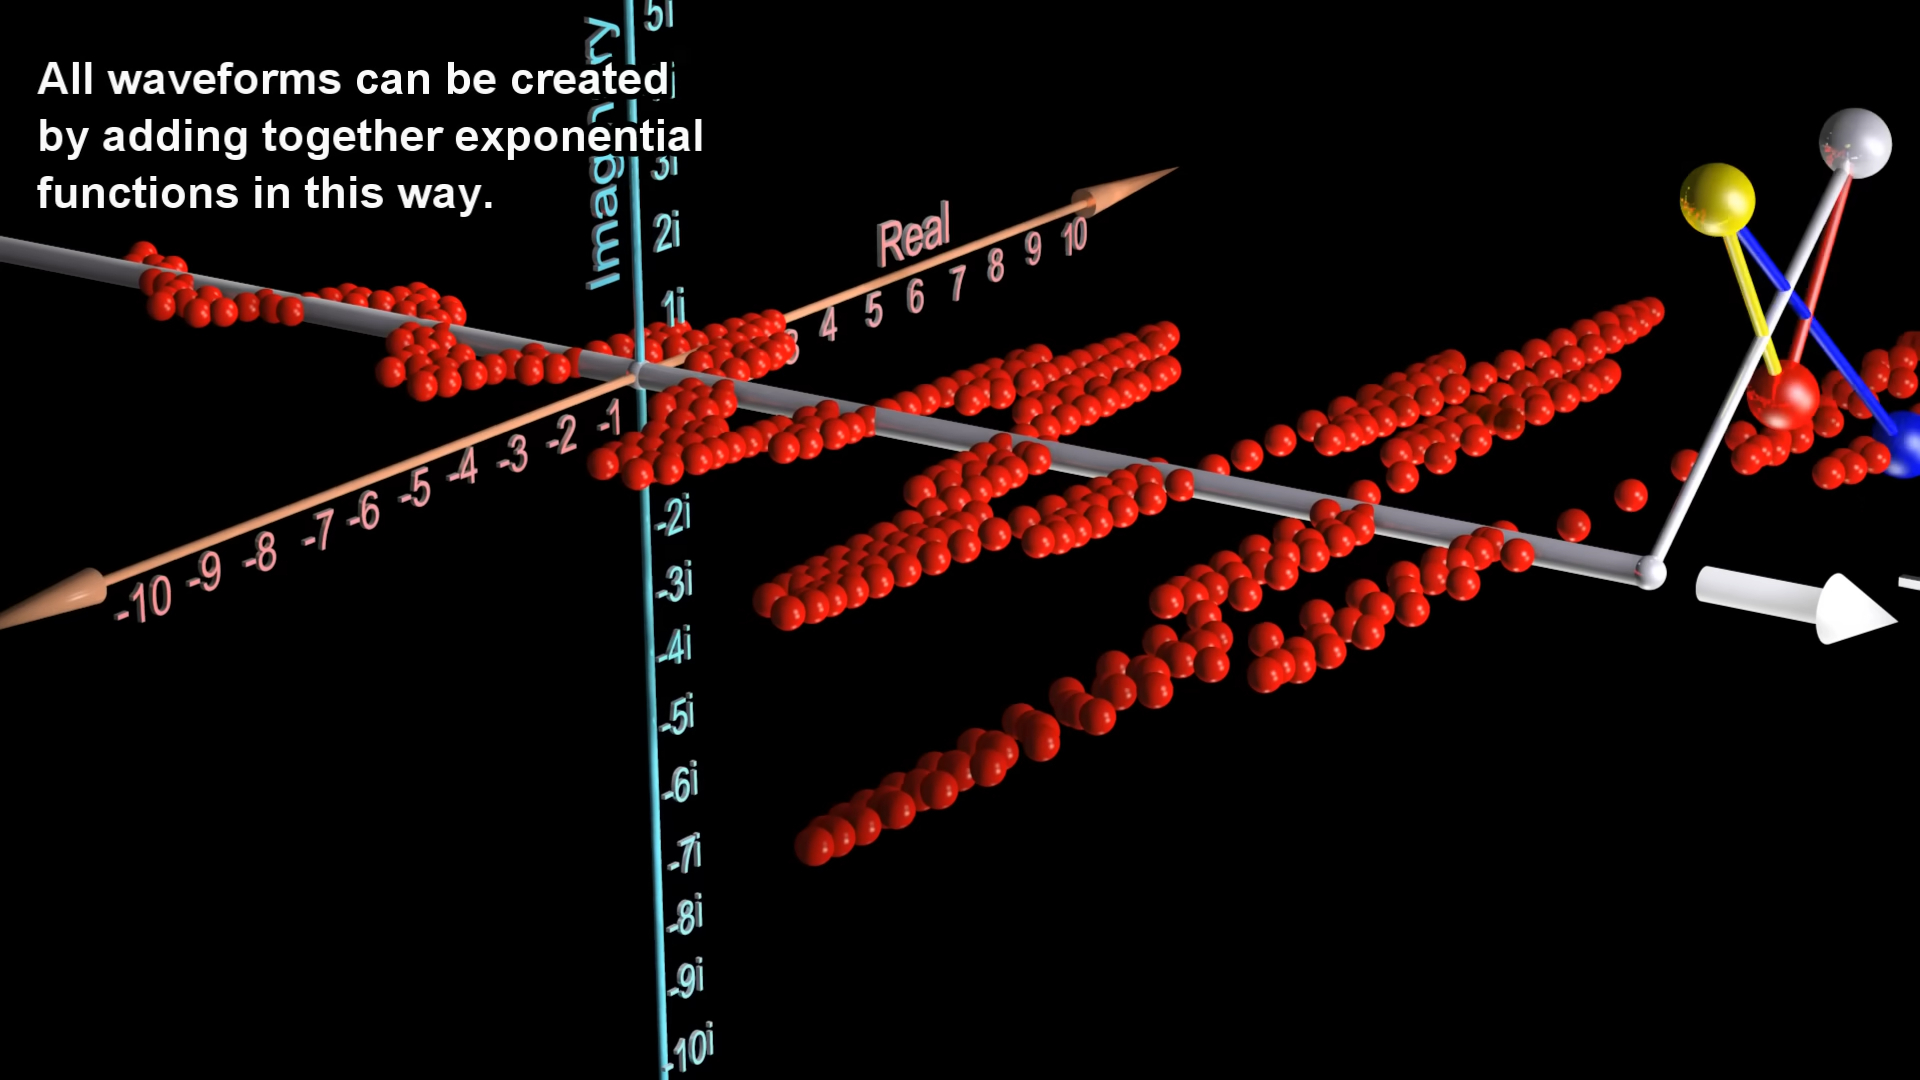 All waveforms can be created
by adding together exponential
functions in this way.
5i
Imaginary
3i
2i
1i
Real
4 5 6 7 8 9 10
-10 -9 -8 -7 -6 -5 -4 -3 -2 -1
-2i
-3i
-4i
-5i
-6i
-7i
-8i
-9i
-10i